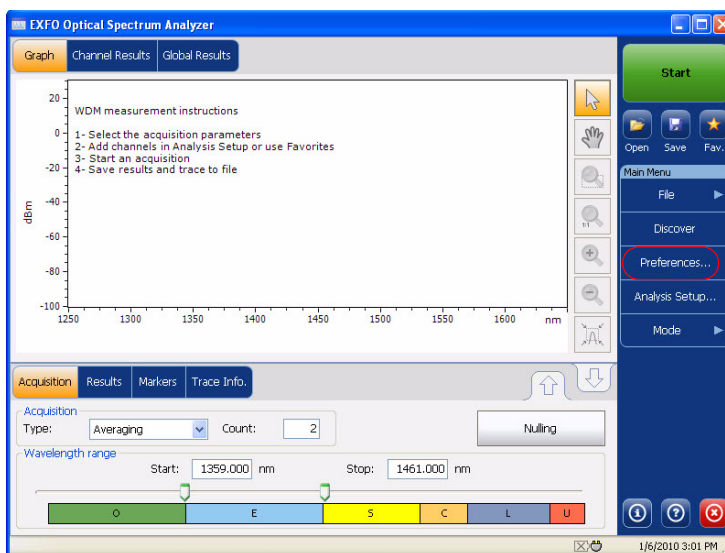 EXFO Optical Spectrum Analyzer
Graph
Channel Results
Global Results
20
0
-20
-40
-60
-80
-100
dBm
WDM measurement instructions
1- Select the acquisition parameters
2- Add channels in Analysis Setup or use Favorites
3- Start an acquisition
4- Save results and trace to file
1250 1300 1350 1400 1450 1500 1550 1600 nm
1:1
Start
Open Save Fav.
Main Menu
File
Discover
Preferences...
Analysis Setup...
Mode
Acquisition
Results
Markers
Trace Info.
Acquisition
Type: Averaging Count: 2
Nulling
Wavelength range
Start: 1359.000 nm Stop: 1461.000 nm
O E S C L U
1/6/2010 3:01 PM